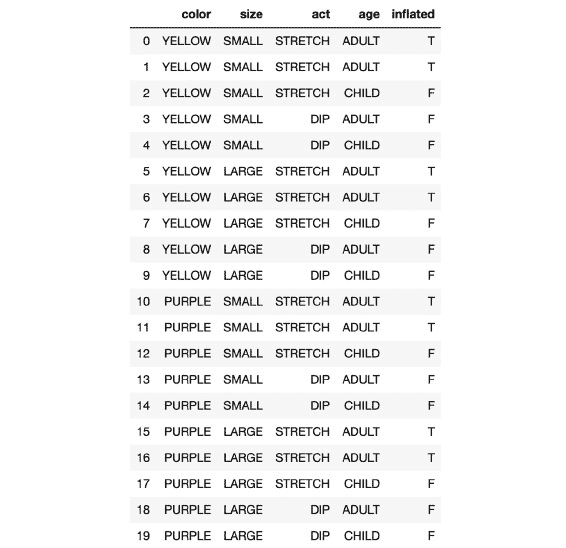 color size act age inflated
0 YELLOW SMALL STRETCH ADULT T
1 YELLOW SMALL STRETCH ADULT T
2 YELLOW SMALL STRETCH CHILD F
3 YELLOW SMALL DIP ADULT F
4 YELLOW SMALL DIP CHILD F
5 YELLOW LARGE STRETCH ADULT T
6 YELLOW LARGE STRETCH ADULT T
7 YELLOW LARGE STRETCH CHILD F
8 YELLOW LARGE DIP ADULT F
9 YELLOW LARGE DIP CHILD F
10 PURPLE SMALL STRETCH ADULT T
11 PURPLE SMALL STRETCH ADULT T
12 PURPLE SMALL STRETCH CHILD F
13 PURPLE SMALL DIP ADULT F
14 PURPLE SMALL DIP CHILD F
15 PURPLE LARGE STRETCH ADULT T
16 PURPLE LARGE STRETCH ADULT T
17 PURPLE LARGE STRETCH CHILD F
18 PURPLE LARGE DIP ADULT F
19 PURPLE LARGE DIP CHILD F